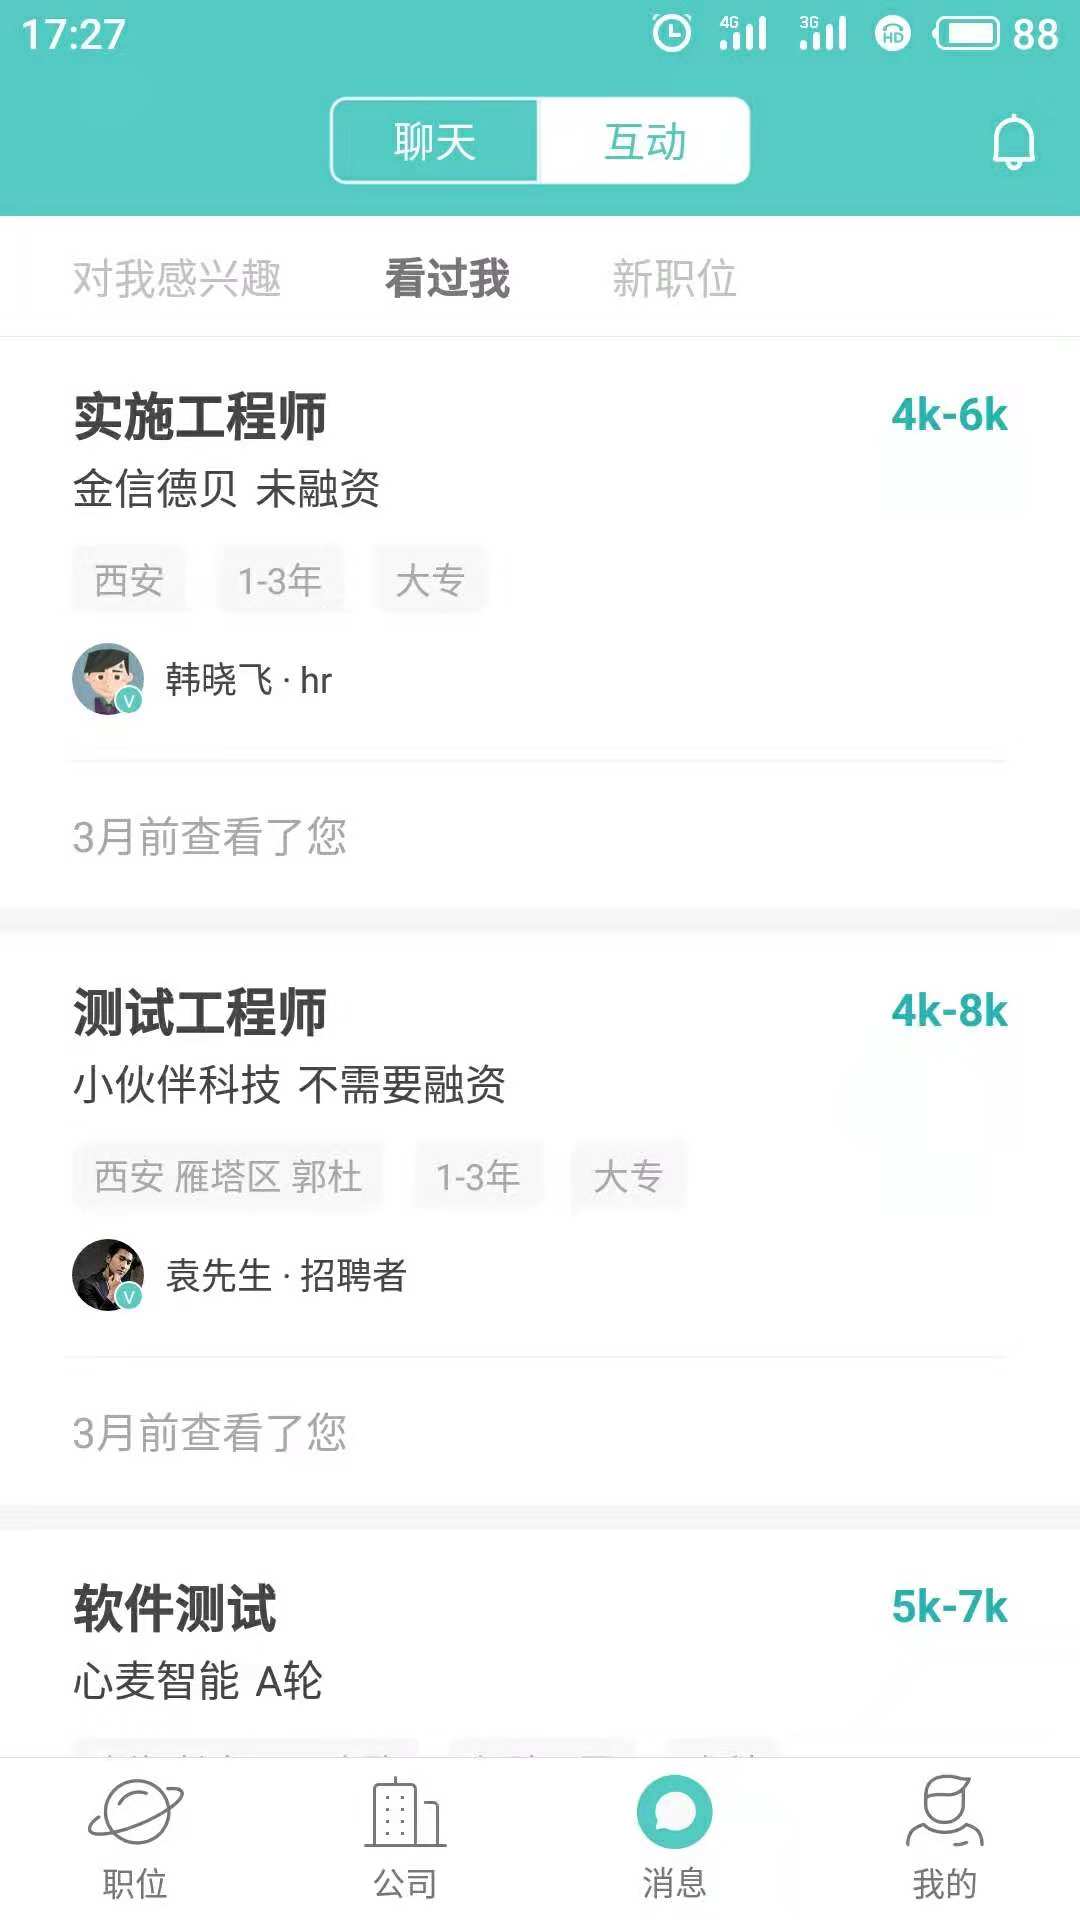 17:27 4G 3G HD 88
聊天 互动
对我感兴趣 看过我 新职位
实施工程师 4k-6k
金信德贝 未融资
西安 1-3年 大专
韩晓飞 · hr
3月前查看了您
测试工程师 4k-8k
小伙伴科技 不需要融资
西安 雁塔区 郭杜 1-3年 大专
袁先生 · 招聘者
3月前查看了您
软件测试 5k-7k
心麦智能 A轮
职位 公司 消息 我的